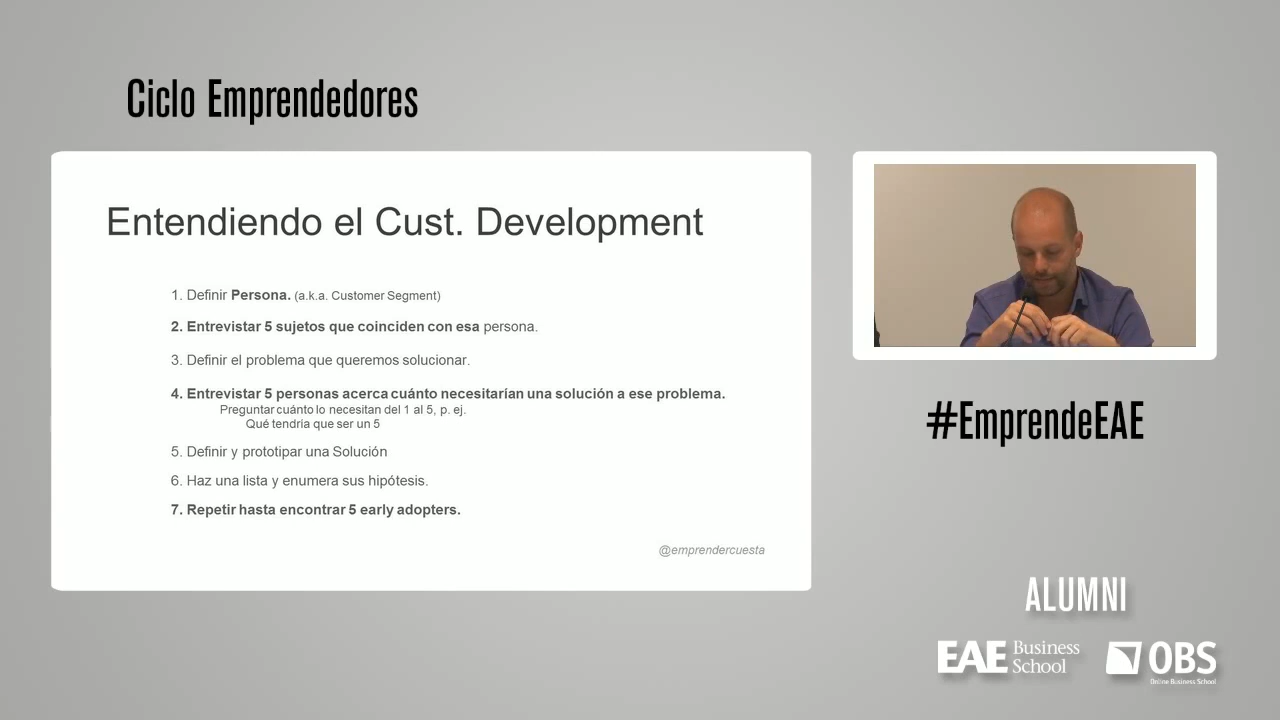 Ciclo Emprendedores
Entendiendo el Cust. Development
1. Definir Persona. (a.k.a. Customer Segment)
2. Entrevistar 5 sujetos que coinciden con esa persona.
3. Definir el problema que queremos solucionar.
4. Entrevistar 5 personas acerca cuánto necesitarían una solución a ese problema.
Preguntar cuánto lo necesitan del 1 al 5, p. ej.
Qué tendría que ser un 5
5. Definir y prototipar una Solución
6. Haz una lista y enumera sus hipótesis.
7. Repetir hasta encontrar 5 early adopters.
@emprendercuesta
#EmprendeEAE
ALUMNI
EAE Business School
OBS
Online Business School